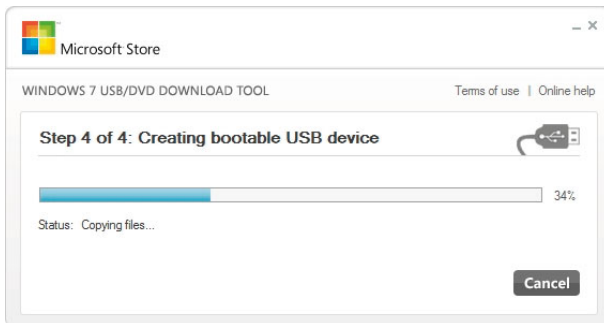 Microsoft Store
WINDOWS 7 USB/DVD DOWNLOAD TOOL
Terms of use | Online help
Step 4 of 4: Creating bootable USB device
34%
Status: Copying files...
Cancel